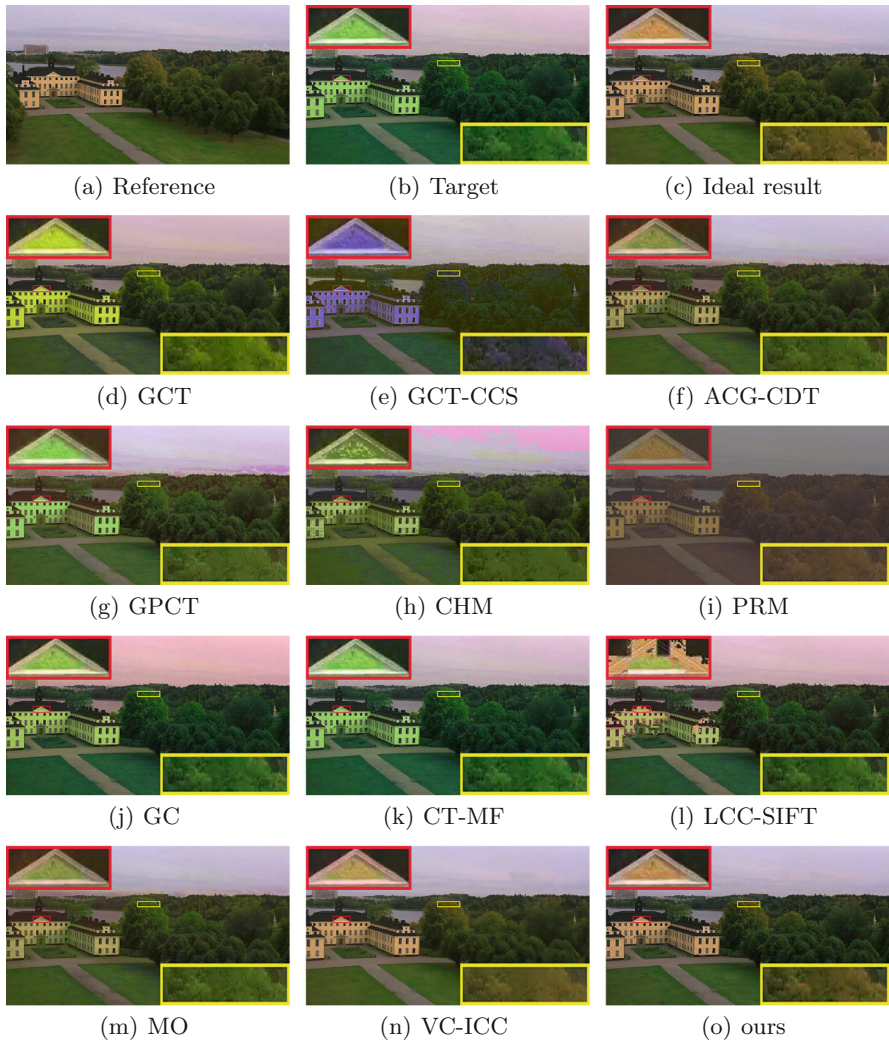 (a) Reference
(b) Target
(c) Ideal result
(d) GCT
(e) GCT-CCS
(f) ACG-CDT
(g) GPCT
(h) CHM
(i) PRM
(j) GC
(k) CT-MF
(l) LCC-SIFT
(m) MO
(n) VC-ICC
(o) ours